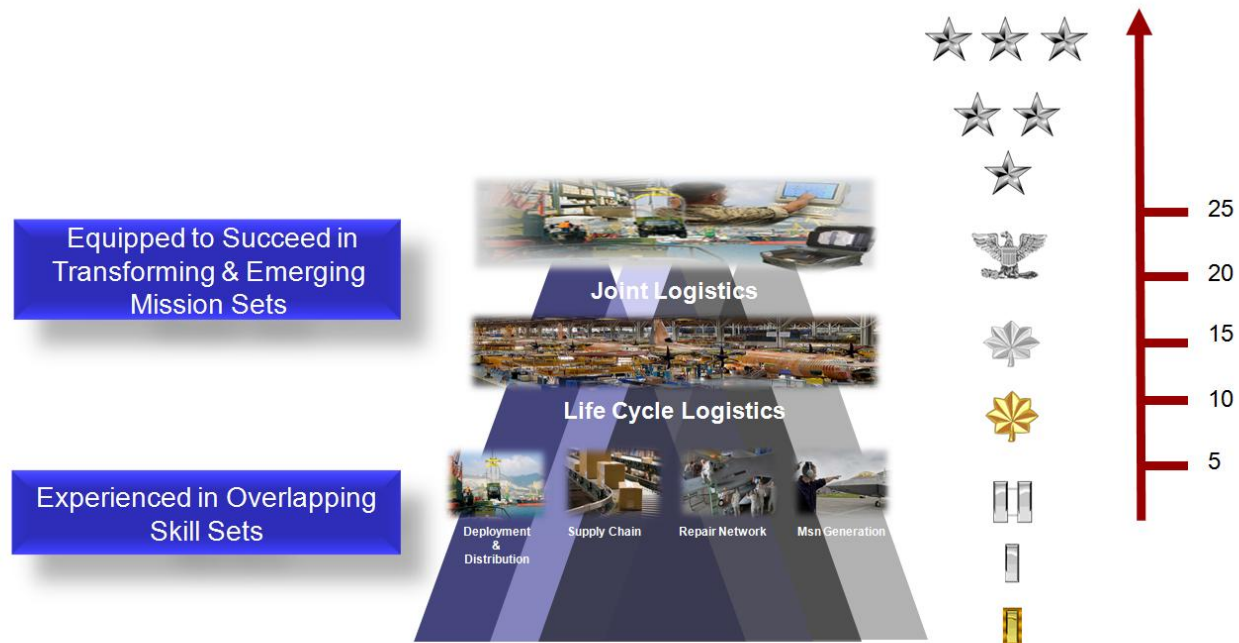 Equipped to Succeed in
Transforming & Emerging
Mission Sets
Experienced in Overlapping
Skill Sets
Joint Logistics
Life Cycle Logistics
Deployment
&
Distribution
Supply Chain
Repair Network
Msn Generation
25
20
15
10
5